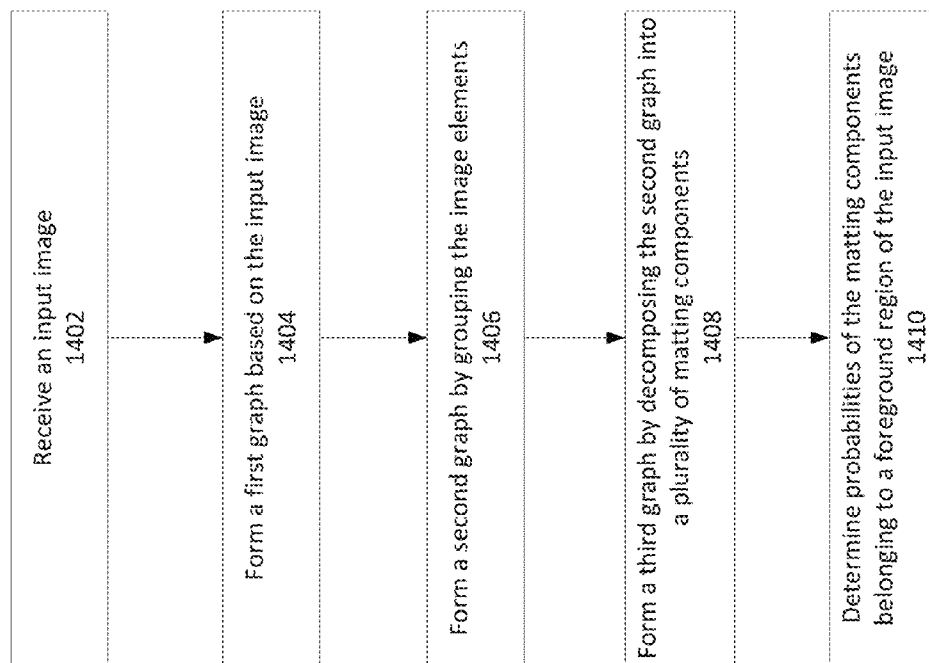 Receive an input image
1402
Form a first graph based on the input image
1404
Form a second graph by grouping the image elements
1406
Form a third graph by decomposing the second graph into
a plurality of matting components
1408
Determine probabilities of the matting components
belonging to a foreground region of the input image
1410